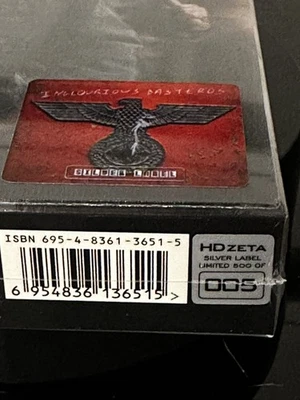 INGLOURIOUS BASTERDS
SILVER LABEL
ISBN 695-4-8361-3651-5
6 954836 136515 >
HDZETA
SILVER LABEL
LIMITED 500 OF
005